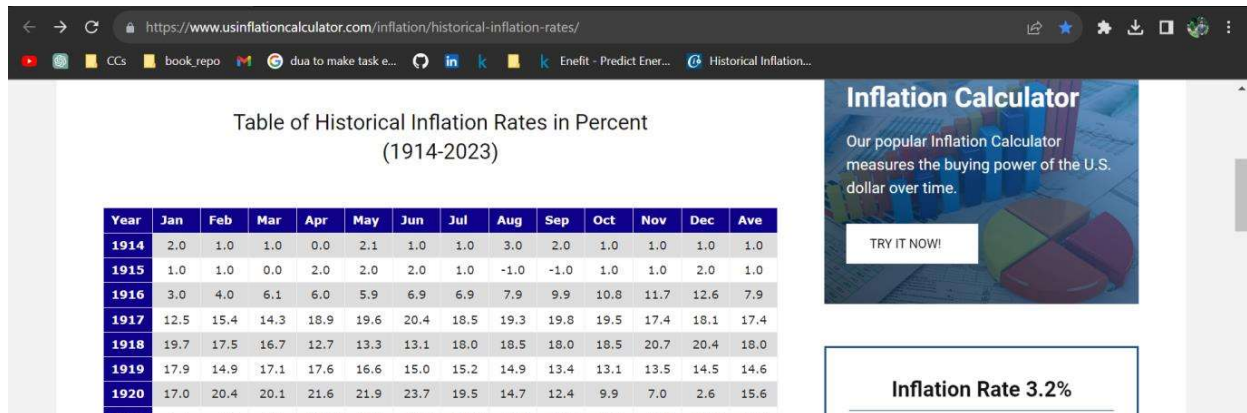 https://www.usinflationcalculator.com/inflation/historical-inflation-rates/
CCs book_repo dua to make task e... in k k Enefit - Predict Ener... Historical Inflation...
Table of Historical Inflation Rates in Percent
(1914-2023)
Year Jan Feb Mar Apr May Jun Jul Aug Sep Oct Nov Dec Ave
1914 2.0 1.0 1.0 0.0 2.1 1.0 1.0 3.0 2.0 1.0 1.0 1.0 1.0
1915 1.0 1.0 0.0 2.0 2.0 2.0 1.0 -1.0 -1.0 1.0 1.0 2.0 1.0
1916 3.0 4.0 6.1 6.0 5.9 6.9 6.9 7.9 9.9 10.8 11.7 12.6 7.9
1917 12.5 15.4 14.3 18.9 19.6 20.4 18.5 19.3 19.8 19.5 17.4 18.1 17.4
1918 19.7 17.5 16.7 12.7 13.3 13.1 18.0 18.5 18.0 18.5 20.7 20.4 18.0
1919 17.9 14.9 17.1 17.6 16.6 15.0 15.2 14.9 13.4 13.1 13.5 14.5 14.6
1920 17.0 20.4 20.1 21.6 21.9 23.7 19.5 14.7 12.4 9.9 7.0 2.6 15.6
Inflation Calculator
Our popular Inflation Calculator
measures the buying power of the U.S.
dollar over time.
TRY IT NOW!
Inflation Rate 3.2%